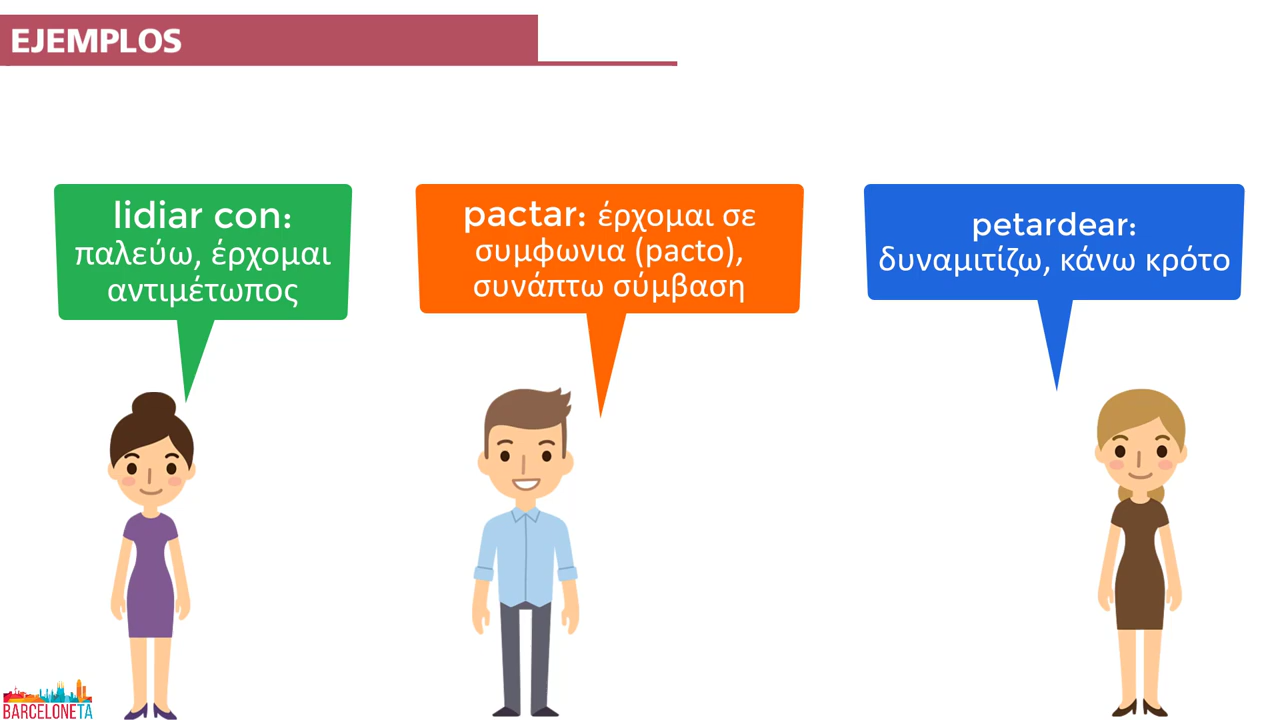 EJEMPLOS
lidiar con:
παλεύω, έρχομαι
αντιμέτωπος
pactar: έρχομαι σε
συμφωνια (pacto),
συνάπτω σύμβαση
petardear:
δυναμιτίζω, κάνω κρότο
BARCELONETA